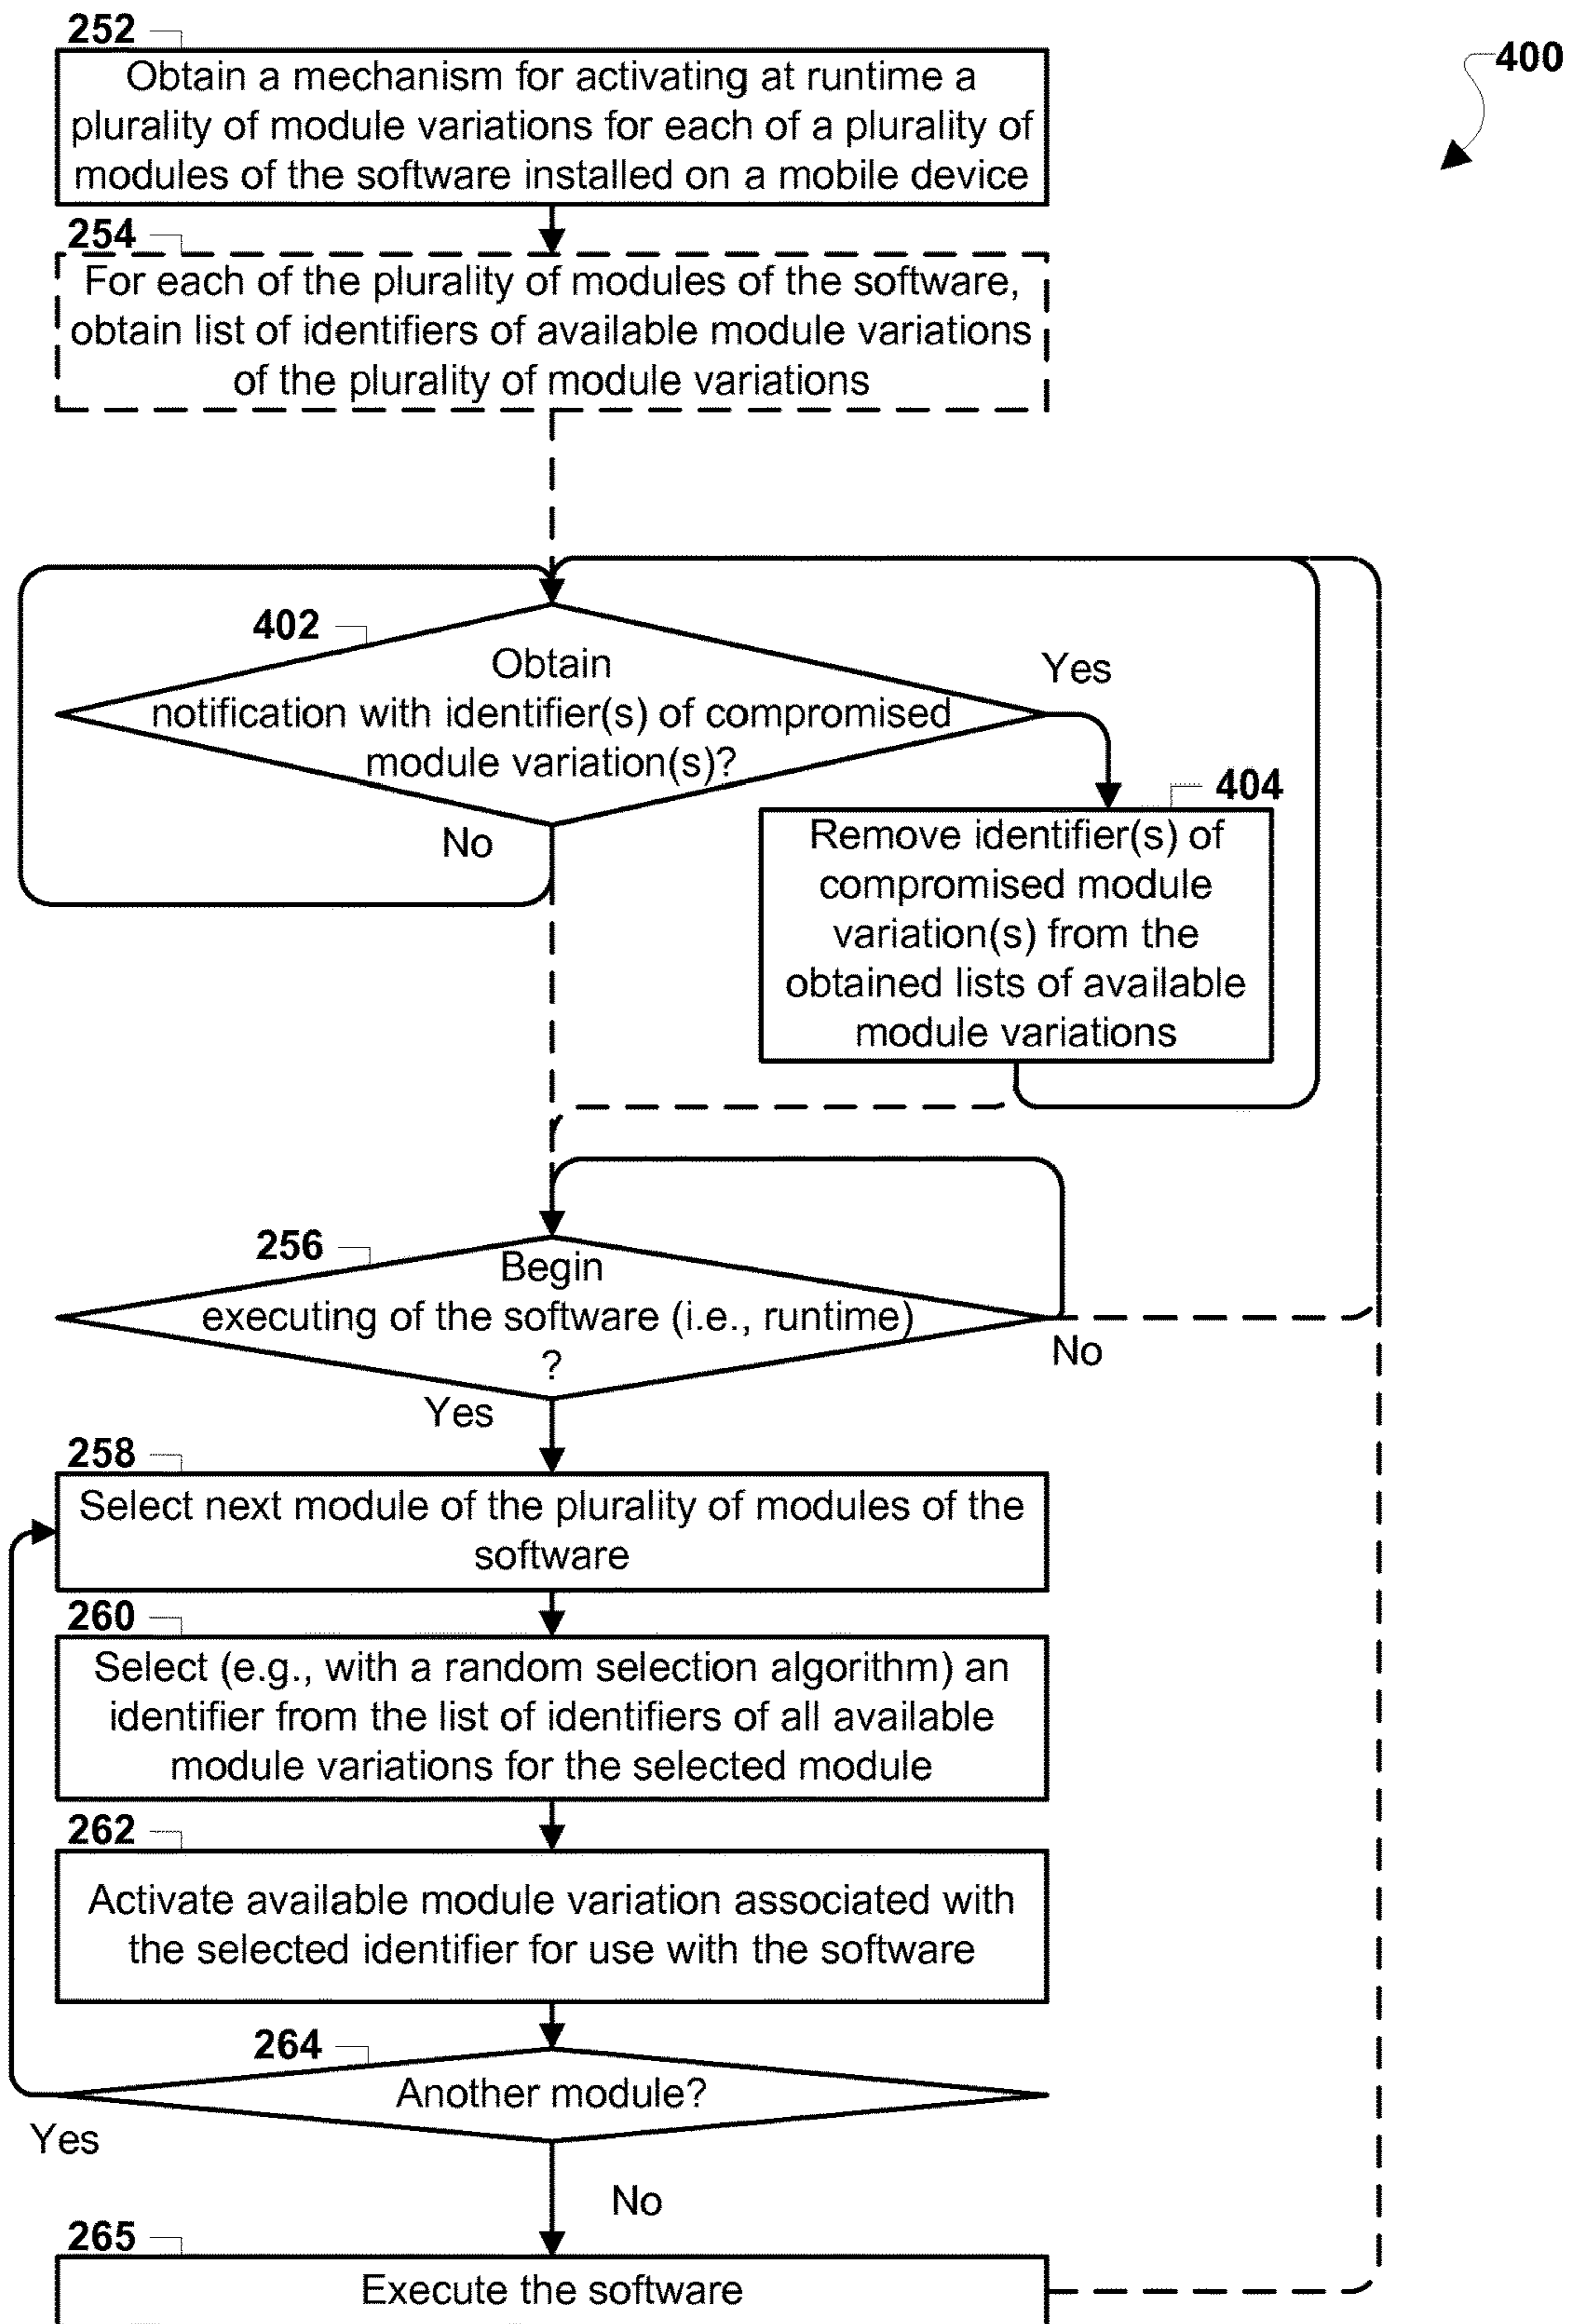 252
400
Obtain a mechanism for activating at runtime a
plurality of module variations for each of a plurality of
modules of the software installed on a mobile device
254
For each of the plurality of modules of the software,
obtain list of identifiers of available module variations
of the plurality of module variations
402
Obtain
notification with identifier(s) of compromised
module variation(s)?
Yes
No
404
Remove identifier(s) of
compromised module
variation(s) from the
obtained lists of available
module variations
256
Begin
executing of the software (i.e., runtime)
?
No
Yes
258
Select next module of the plurality of modules of the
software
260
Select (e.g., with a random selection algorithm) an
identifier from the list of identifiers of all available
module variations for the selected module
262
Activate available module variation associated with
the selected identifier for use with the software
264
Another module?
Yes
No
265
Execute the software